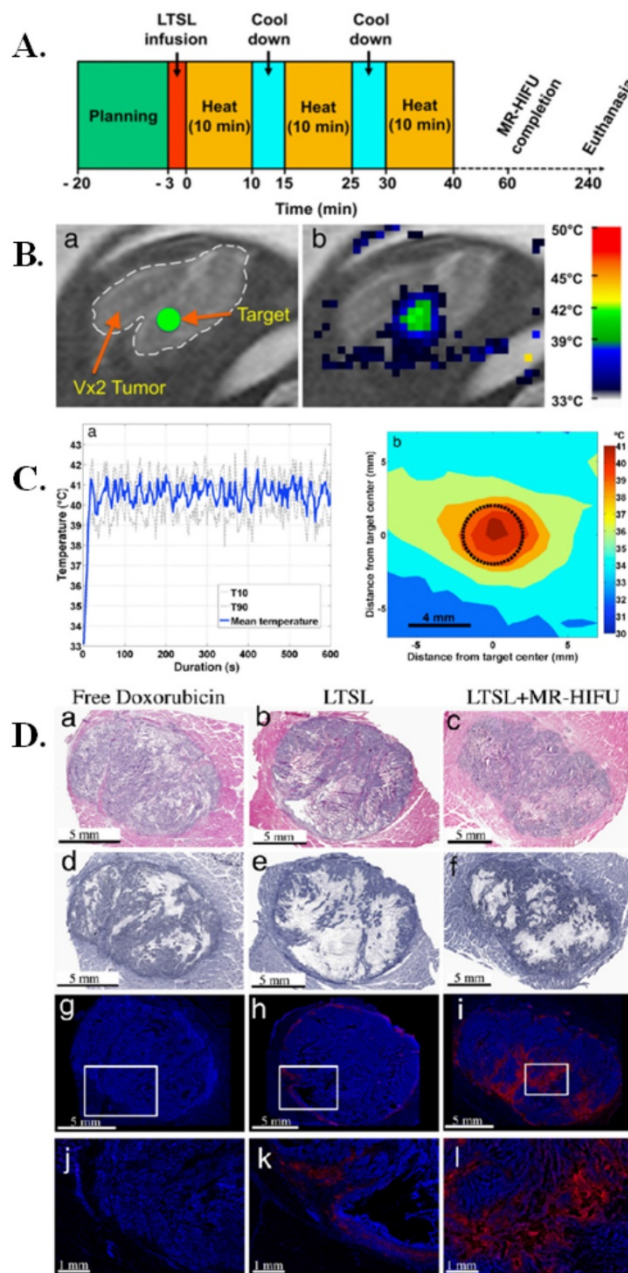 A.
LTSL
infusion
Cool
down
Cool
down
Planning
Heat
(10 min)
Heat
(10 min)
Heat
(10 min)
MR-HIFU
completion
Euthanasia
- 20
- 3
0
10
15
25
30
40
60
240
Time (min)
B.
a
Target
Vx2 Tumor
b
50°C
45°C
42°C
39°C
33°C
C.
a
Temperature (°C)
43
42
41
40
39
38
37
36
35
34
33
0
100
200
300
400
500
600
Duration (s)
T10
T90
Mean temperature
b
Distance from target center (mm)
5
0
-5
4 mm
-5
0
5
Distance from target center (mm)
°C
41
40
39
38
37
36
35
34
33
32
31
30
D.
Free Doxorubicin
LTSL
LTSL+MR-HIFU
a
5 mm
b
5 mm
c
5 mm
d
5 mm
e
5 mm
f
5 mm
g
5 mm
h
5 mm
i
5 mm
j
1 mm
k
1 mm
l
1 mm